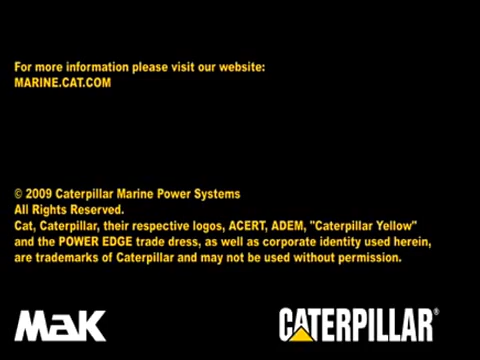 For more information please visit our website:
MARINE.CAT.COM
© 2009 Caterpillar Marine Power Systems
All Rights Reserved.
Cat, Caterpillar, their respective logos, ACERT, ADEM, "Caterpillar Yellow"
and the POWER EDGE trade dress, as well as corporate identity used herein,
are trademarks of Caterpillar and may not be used without permission.
MaK CATERPILLAR®